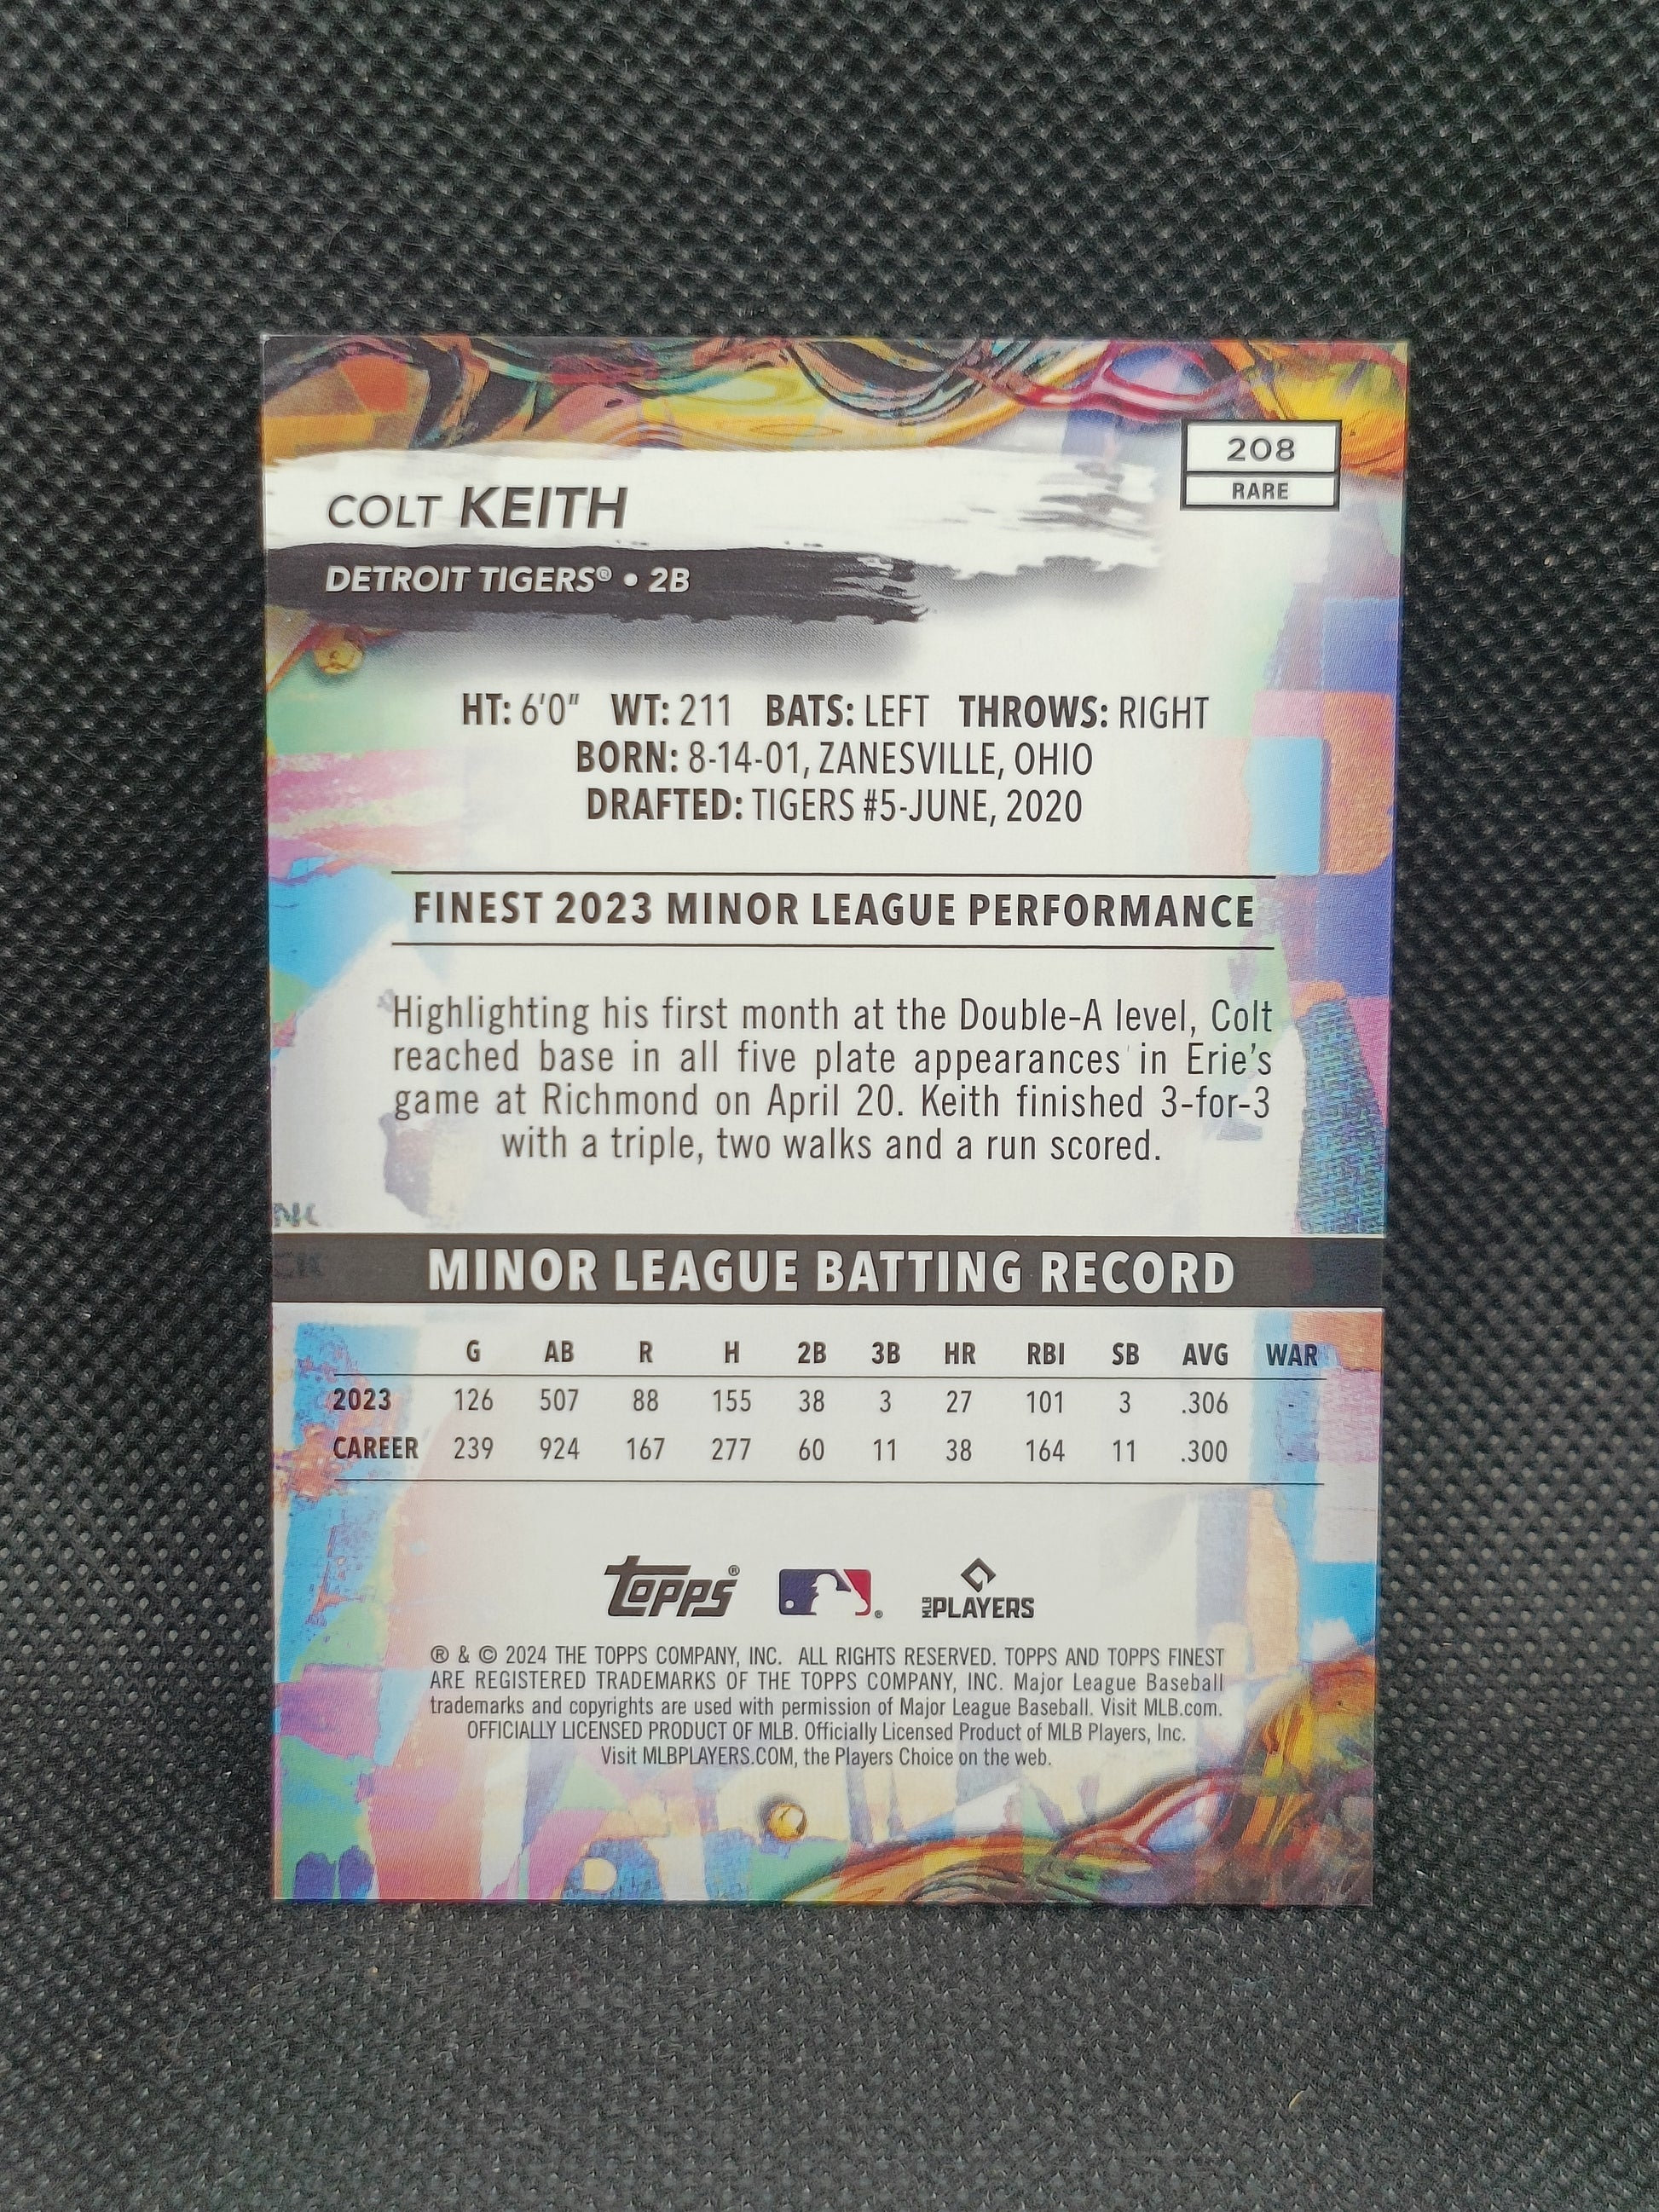 208
RARE
COLT KEITH
DETROIT TIGERS® • 2B
HT: 6'0" WT: 211 BATS: LEFT THROWS: RIGHT
BORN: 8-14-01, ZANESVILLE, OHIO
DRAFTED: TIGERS #5-JUNE, 2020
FINEST 2023 MINOR LEAGUE PERFORMANCE
Highlighting his first month at the Double-A level, Colt
reached base in all five plate appearances in Erie's
game at Richmond on April 20. Keith finished 3-for-3
with a triple, two walks and a run scored.
MINOR LEAGUE BATTING RECORD
G AB R H 2B 3B HR RBI SB AVG WAR
2023 126 507 88 155 38 3 27 101 3 .306 -
CAREER 239 924 167 277 60 11 38 164 11 .300
topps® ® MLB PLAYERS
® & © 2024 THE TOPPS COMPANY, INC. ALL RIGHTS RESERVED. TOPPS AND TOPPS FINEST
ARE REGISTERED TRADEMARKS OF THE TOPPS COMPANY, INC. Major League Baseball
trademarks and copyrights are used with permission of Major League Baseball. Visit MLB.com.
OFFICIALLY LICENSED PRODUCT OF MLB. Officially Licensed Product of MLB Players, Inc.
Visit MLBPLAYERS.COM, the Players Choice on the web.